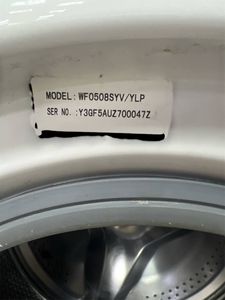 MODEL: WF0508SYV/YLP
SER NO.:Y3GF5AUZ700047Z